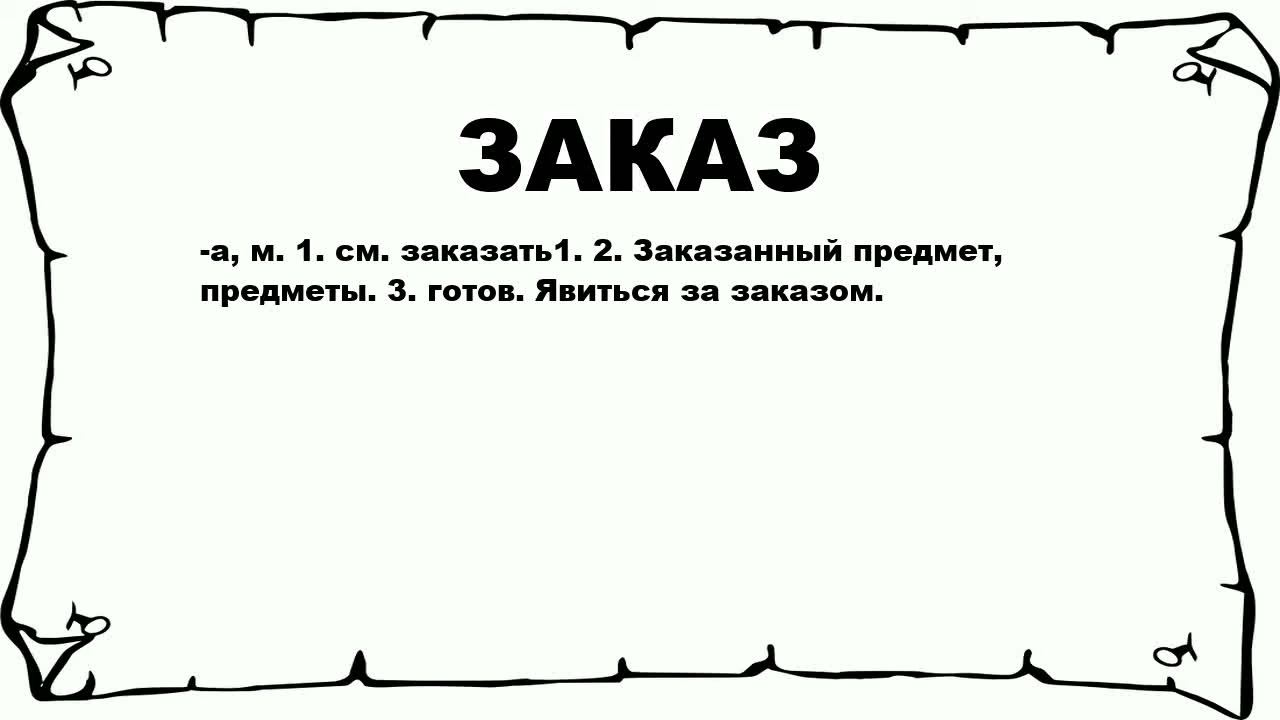 ЗАКАЗ
-а, м. 1. см. заказать1. 2. Заказанный предмет,
предметы. 3. готов. Явиться за заказом.